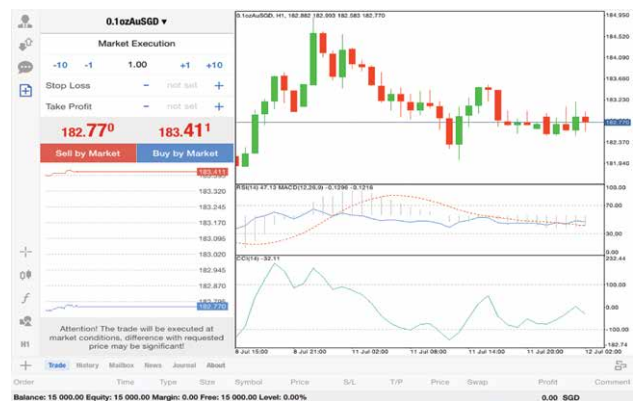 0.1ozAuSGD ▾
Market Execution
-10 -1 1.00 +1 +10
Stop Loss - not set +
Take Profit - not set +
182.770 183.411
Sell by Market Buy by Market
183.411
183.320
183.245
183.170
183.095
183.020
182.945
182.870
182.795
182.770
Attention! The trade will be executed at
market conditions, difference with requested
price may be significant!
H1
0.1ozAuSGD, H1, 182.882 182.993 182.583 182.770
184.950
184.520
184.090
183.660
183.230
182.770
182.370
181.940
RSI(14) 47.13 MACD(12,26,9) -0.1296 -0.1216
100.00
70.00
30.00
0.00
CCI(14) -32.11
232.44
100.00
0.00
-100.00
-182.74
8 Jul 15:00 8 Jul 21:00 11 Jul 02:00 11 Jul 08:00 11 Jul 14:00 11 Jul 20:00 12 Jul 02:00
Trade History Mailbox News Journal About
Order Time Type Size Symbol Price S/L T/P Price Swap Profit Comment
Balance: 15 000.00 Equity: 15 000.00 Margin: 0.00 Free: 15 000.00 Level: 0.00% 0.00 SGD